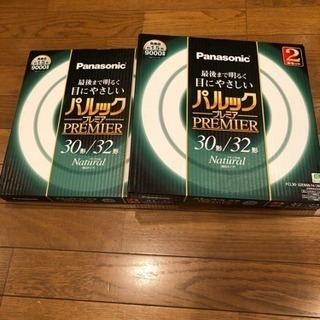 9000
Panasonic
最後まで明るく
目にやさしい
パルック
プレミア
PREMIER
30形/32形
Natural
9000
Panasonic
2
最後まで明るく
目にやさしい
パルック
プレミア
PREMIER
30形/32形
Natural